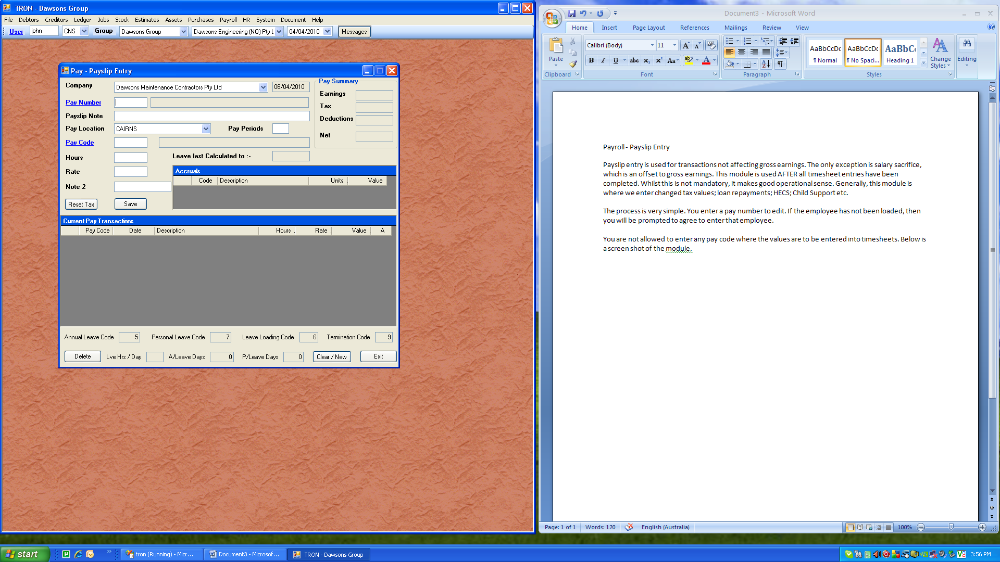 TRON - Dawsons Group
File Debtors Creditors Ledger Jobs Stock Estimates Assets Purchases Payroll HR System Document Help
User john CNS Group Dawsons Group Dawsons Engineering (NQ) Pty L 04/04/2010 Messages
Pay - Payslip Entry
Company Dawsons Maintenance Contractors Pty Ltd 06/04/2010
Pay Number
Payslip Note
Pay Location CAIRNS Pay Periods
Pay Code
Hours Leave last Calculated to :-
Rate
Note 2
Reset Tax Save
Pay Summary
Earnings
Tax
Deductions
Net
Accruals
Code Description Units Value
Current Pay Transactions
Pay Code Date Description Hours Rate Value A
Annual Leave Code 5 Personal Leave Code 7 Leave Loading Code 6 Termination Code 9
Delete Lve Hrs / Day A/Leave Days 0 P/Leave Days 0 Clear / New Exit
Document3 - Microsoft Word
Home Insert Page Layout References Mailings Review View
Paste
Clipboard
Calibri (Body) 11
B I U abc X₂ X² Aa
Font
Paragraph
AaBbCcDc AaBbCcDc AaBbC
¶ Normal ¶ No Spaci... Heading 1
Change Styles
Styles
Editing
Payroll - Payslip Entry
Payslip entry is used for transactions not affecting gross earnings. The only exception is salary sacrifice,
which is an offset to gross earnings. This module is used AFTER all timesheet entries have been
completed. Whilst this is not mandatory, it makes good operational sense. Generally, this module is
where we enter changed tax values; loan repayments; HECS; Child Support etc.
The process is very simple. You enter a pay number to edit. If the employee has not been loaded, then
you will be prompted to agree to enter that employee.
You are not allowed to enter any pay code where the values are to be entered into timesheets. Below is
a screen shot of the module.
Page: 1 of 1 Words: 120 English (Australia) 100%
start tron (Running) - Micr... Document3 - Microsof... TRON - Dawsons Group 3:56 PM